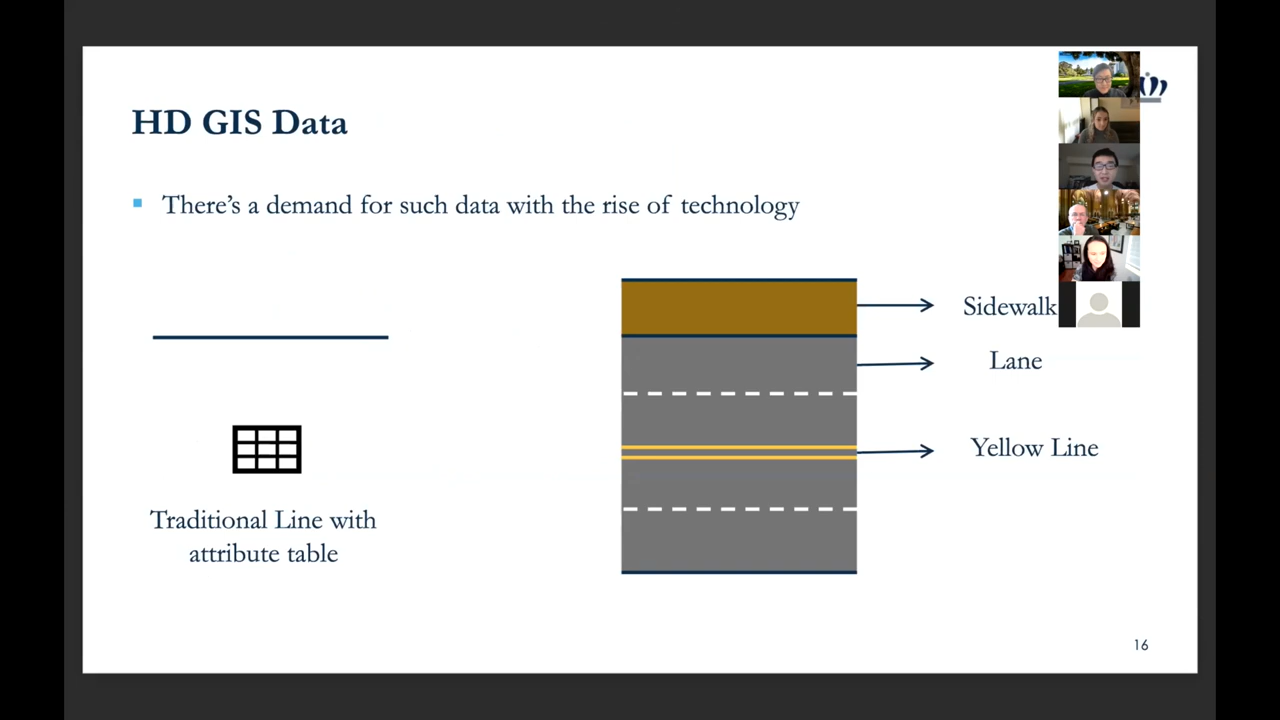 HD GIS Data
There's a demand for such data with the rise of technology
Sidewalk
Lane
Yellow Line
Traditional Line with
attribute table
16